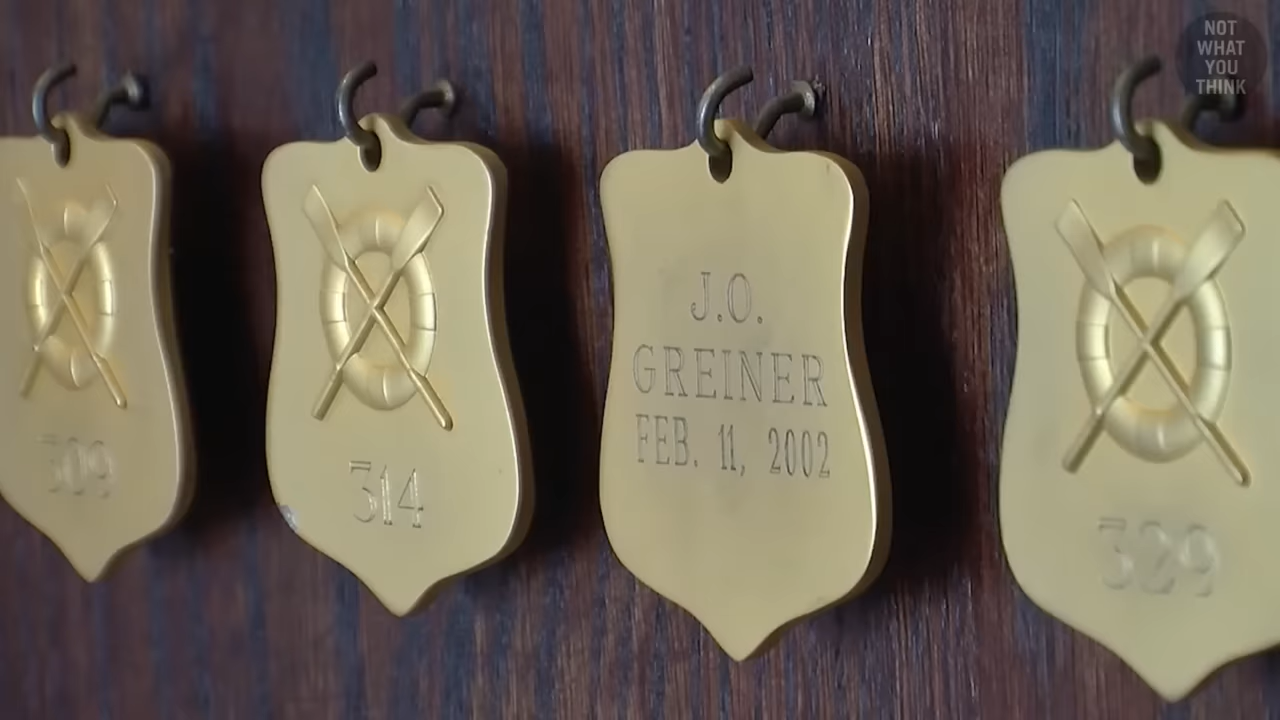 NOT
WHAT
YOU
THINK
309
314
J.O.
GREINER
FEB. 11, 2002
329